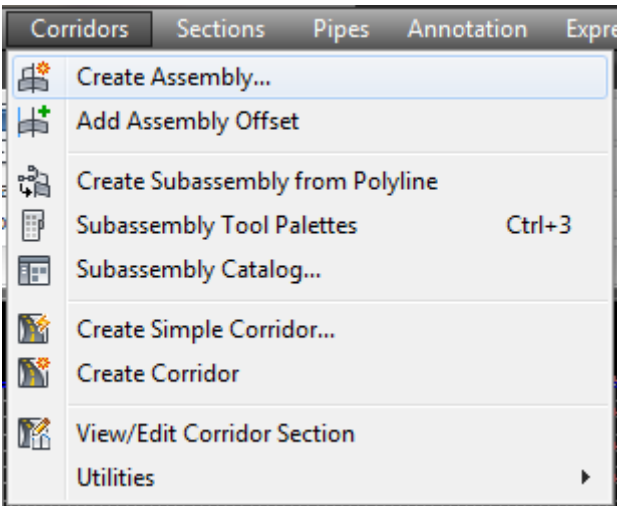 Corridors Sections Pipes Annotation Expre
Create Assembly...
Add Assembly Offset
Create Subassembly from Polyline
Subassembly Tool Palettes Ctrl+3
Subassembly Catalog...
Create Simple Corridor...
Create Corridor
View/Edit Corridor Section
Utilities